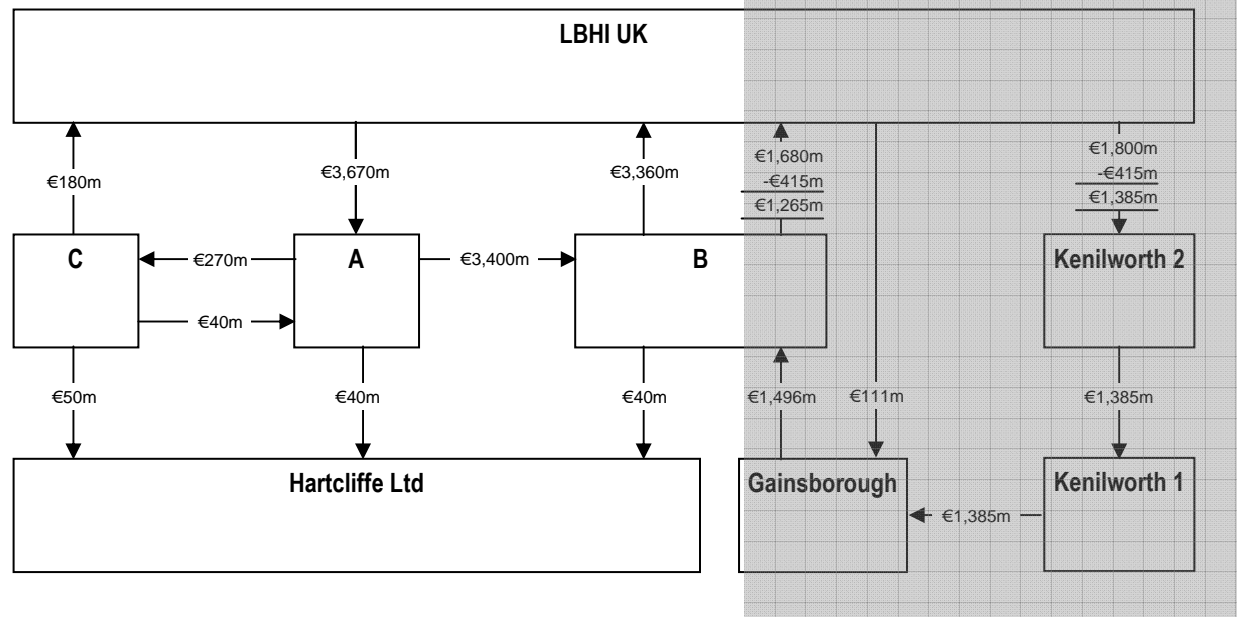 LBHI UK
€180m
€3,670m
€3,360m
€1,680m
-€415m
€1,265m
€1,800m
-€415m
€1,385m
C
€270m
A
€3,400m
B
Kenilworth 2
€40m
€50m
€40m
€40m
€1,496m
€111m
€1,385m
Hartcliffe Ltd
Gainsborough
€1,385m
Kenilworth 1